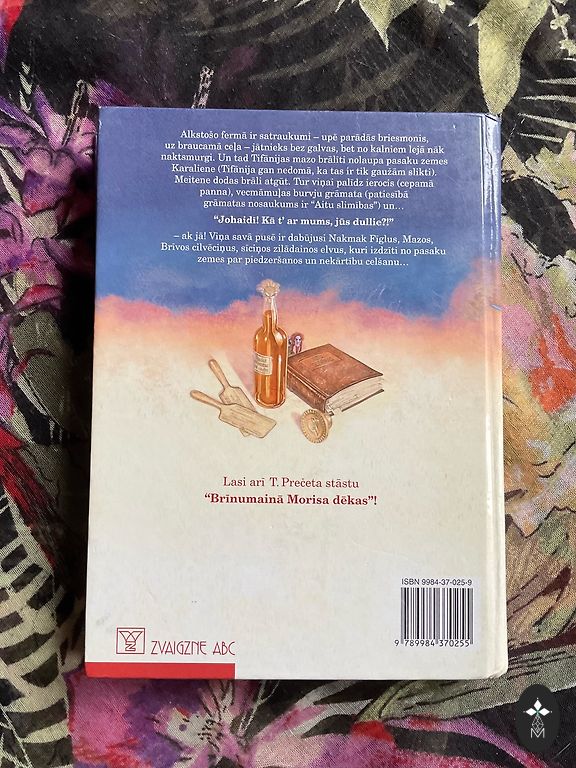 Alkstošo fermā ir satraukumi – upē parādās briesmonis,
uz braucamā ceļa – jātnieks bez galvas, bet no kalniem lejā nāk
naktsmurgi. Un tad Tifānijas mazo brālīti nolaupa pasaku zemes
Karaliene (Tifānija gan nedomā, ka tas ir tik gaužām slikti).
Meitene dodas brāli atgūt. Tur viņai palīdz ierocis (cepamā
panna), vecmāmuļas burvju grāmata (patiesībā
grāmatas nosaukums ir "Aitu slimības") un...
"Johaidi! Kā t' ar mums, jūs dullie?!"
– ak jā! Viņa savā pusē ir dabūjusi Nakmak Fīglus, Mazos,
Brīvos cilvēciņus, sīciņos zilādainos elvus, kuri izdzīti no pasaku
zemes par piedzeršanos un nekārtību celšanu...
Lasi arī T. Prečeta stāstu
"Brīnumainā Morisa dēkas"!
ISBN 9984-37-025-9
9 789984 370255
ZVAIGZNE ABC